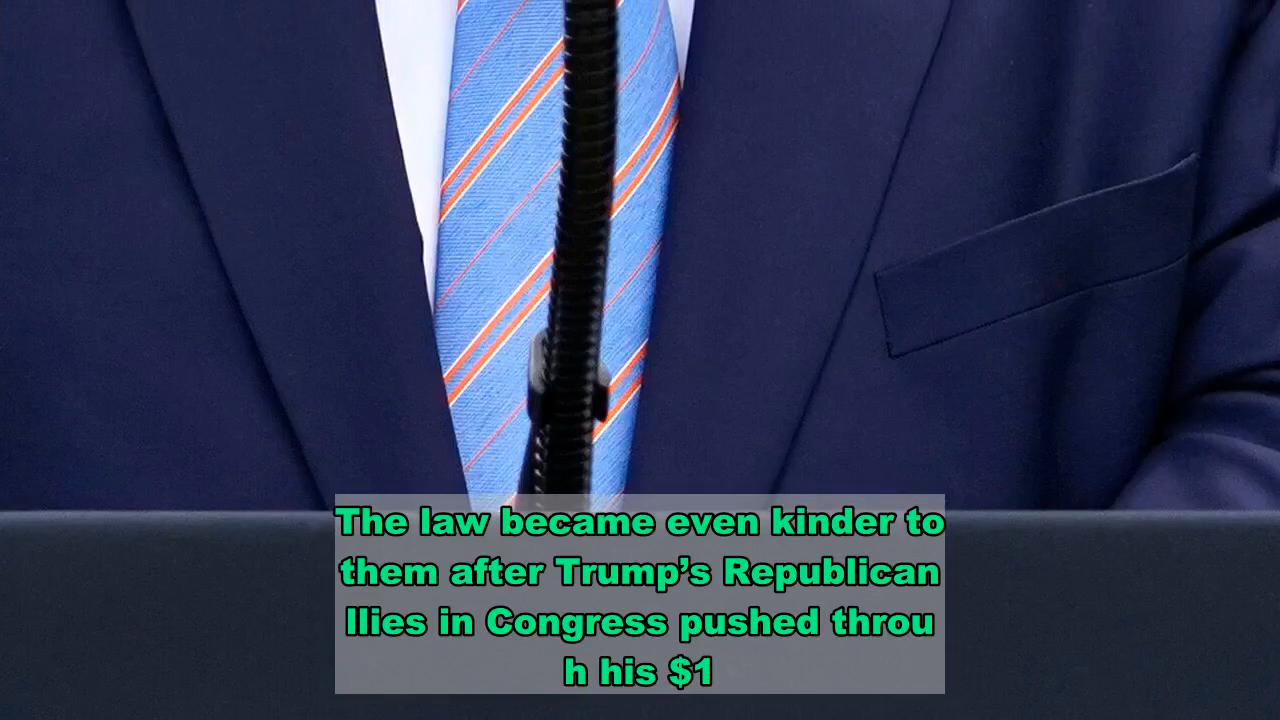 The law became even kinder to
them after Trump’s Republican
llies in Congress pushed throu
h his $1